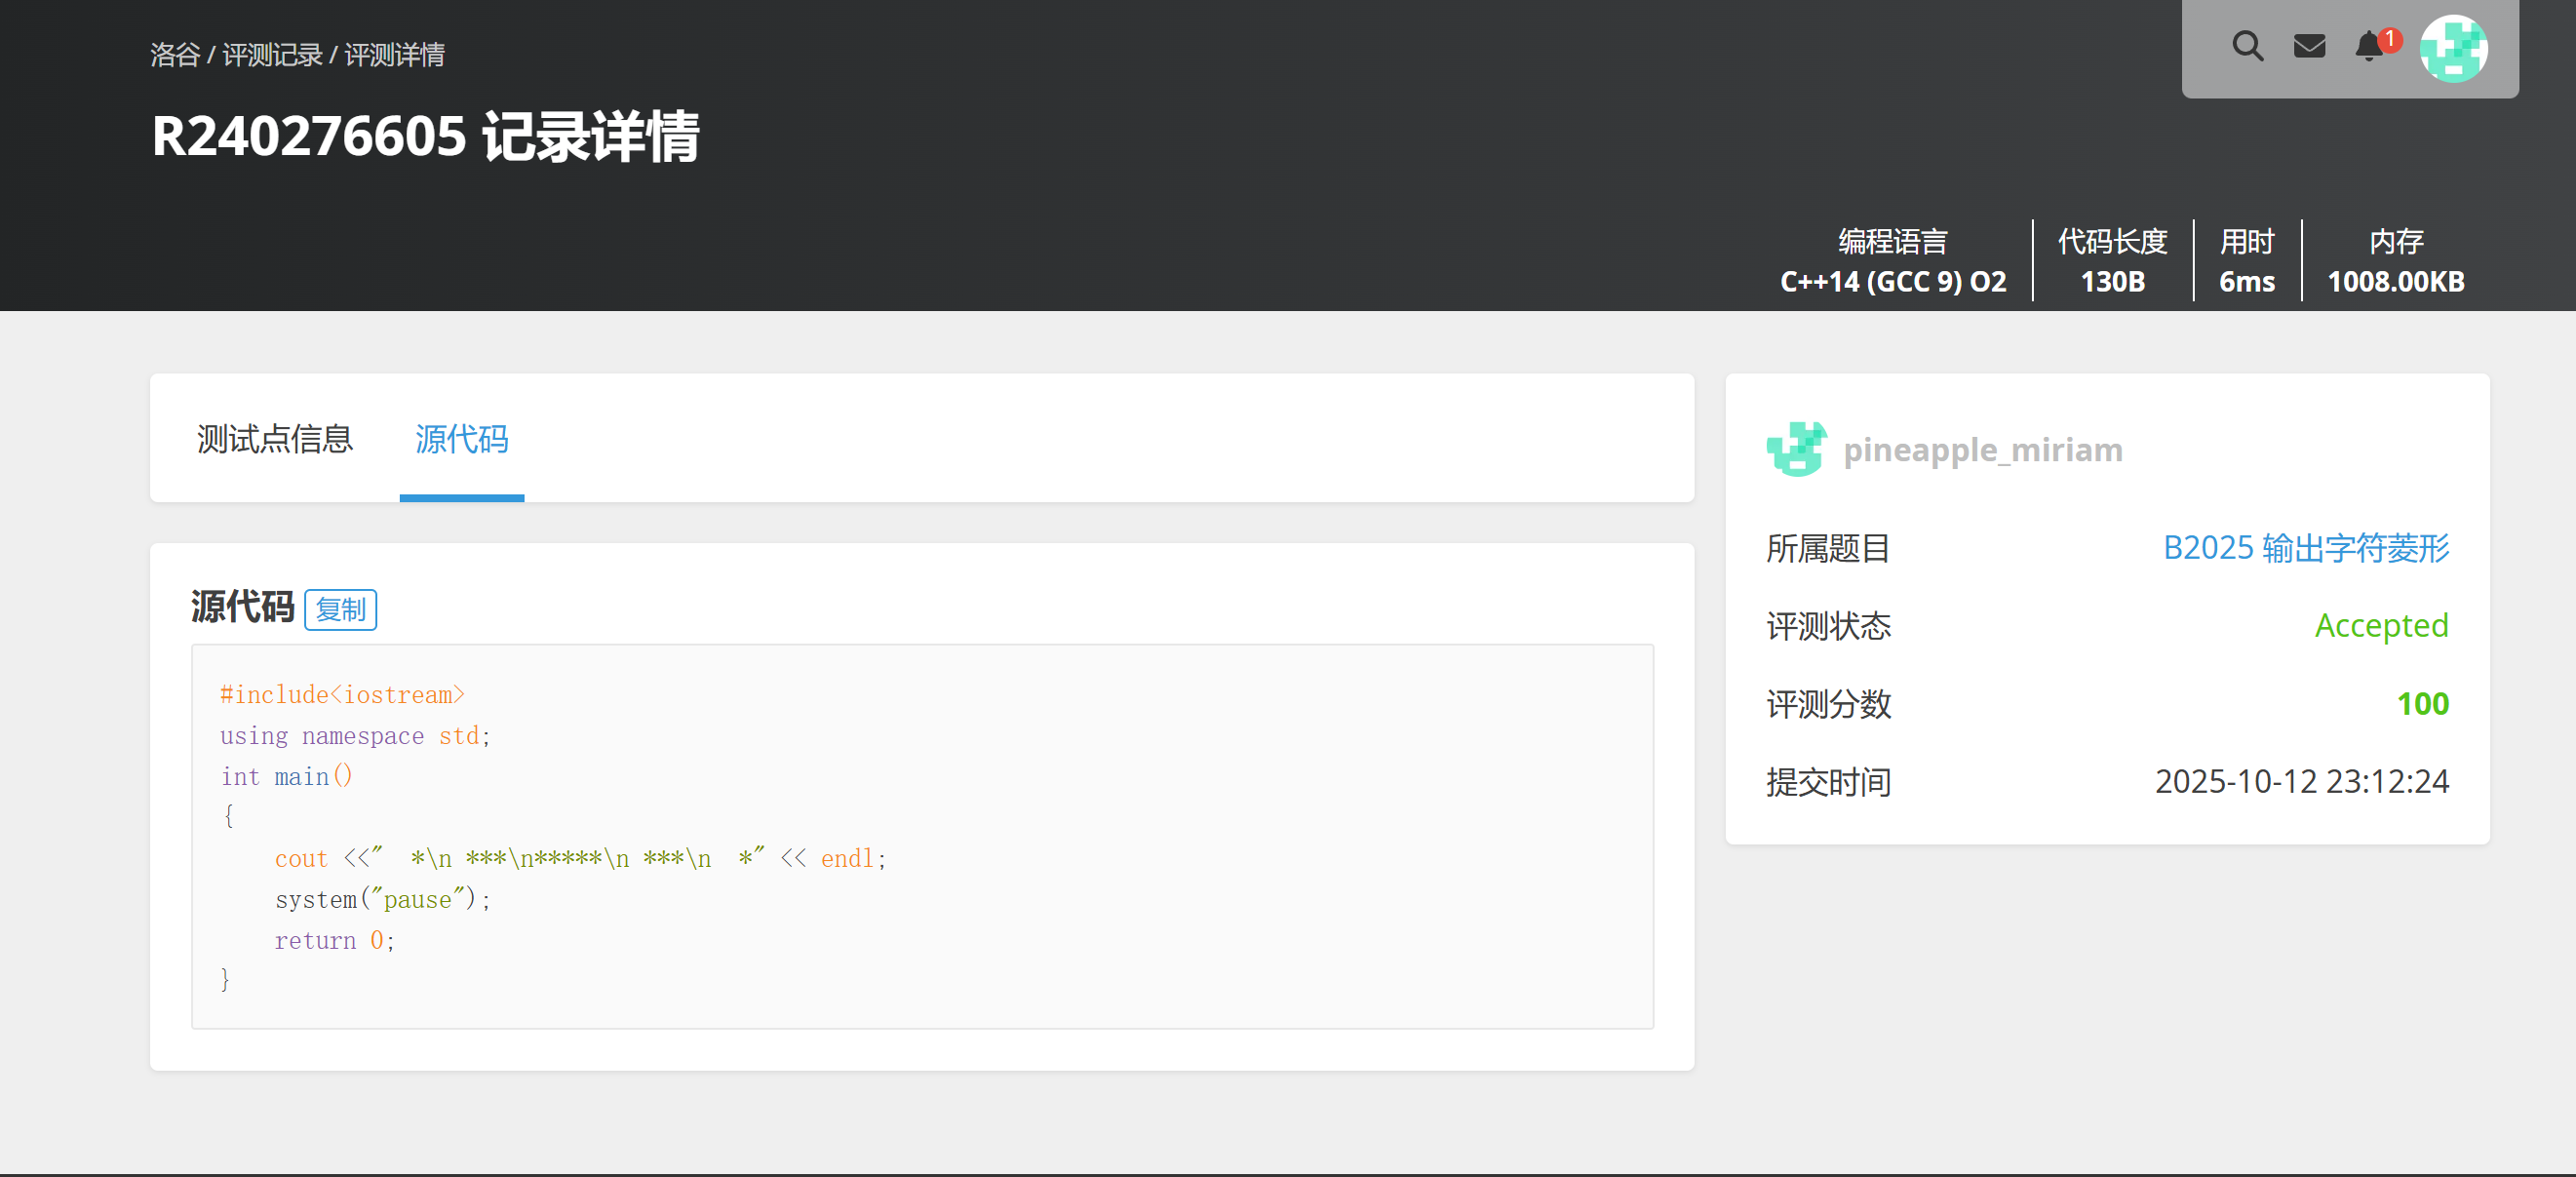 洛谷 / 评测记录 / 评测详情
1
R240276605 记录详情
编程语言 代码长度 用时 内存
C++14 (GCC 9) O2 130B 6ms 1008.00KB
测试点信息 源代码
源代码 复制
#include<iostream>
using namespace std;
int main()
{
    cout <<"  *\n ***\n*****\n ***\n  *" << endl;
    system("pause");
    return 0;
}
pineapple_miriam
所属题目 B2025 输出字符菱形
评测状态 Accepted
评测分数 100
提交时间 2025-10-12 23:12:24